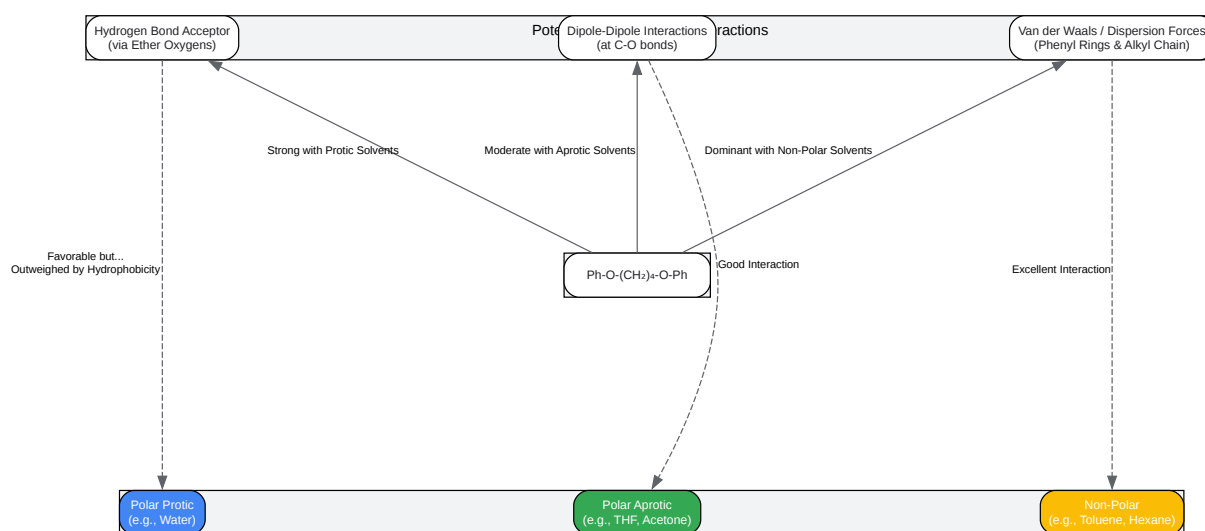 Hydrogen Bond Acceptor
(via Ether Oxygens)
Dipole-Dipole Interactions
(at C-O bonds)
Van der Waals / Dispersion Forces
(Phenyl Rings & Alkyl Chain)
Strong with Protic Solvents
Moderate with Aprotic Solvents
Dominant with Non-Polar Solvents
Favorable but...
Outweighed by Hydrophobicity
Good Interaction
Excellent Interaction
Ph-O-(CH₂)₄-O-Ph
Polar Protic
(e.g., Water)
Polar Aprotic
(e.g., THF, Acetone)
Non-Polar
(e.g., Toluene, Hexane)